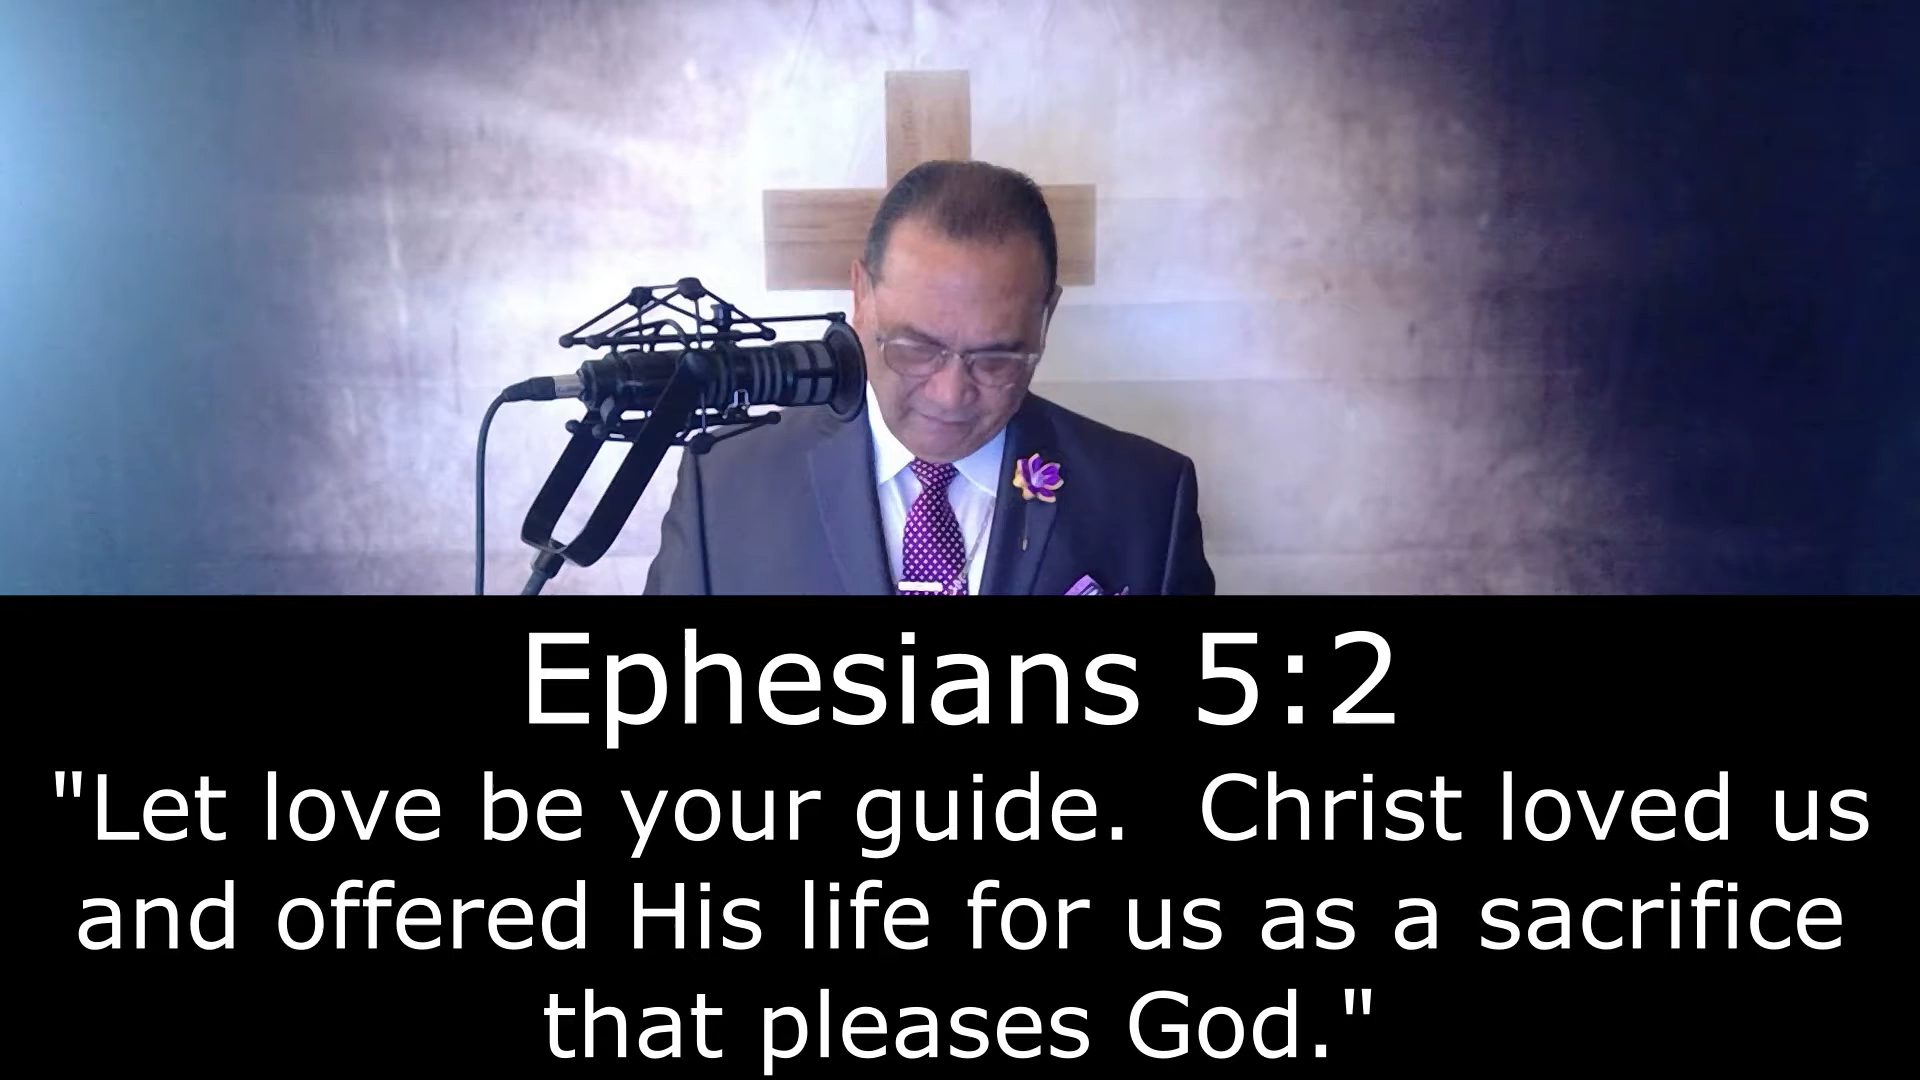 Ephesians 5:2
"Let love be your guide.  Christ loved us
and offered His life for us as a sacrifice
that pleases God."